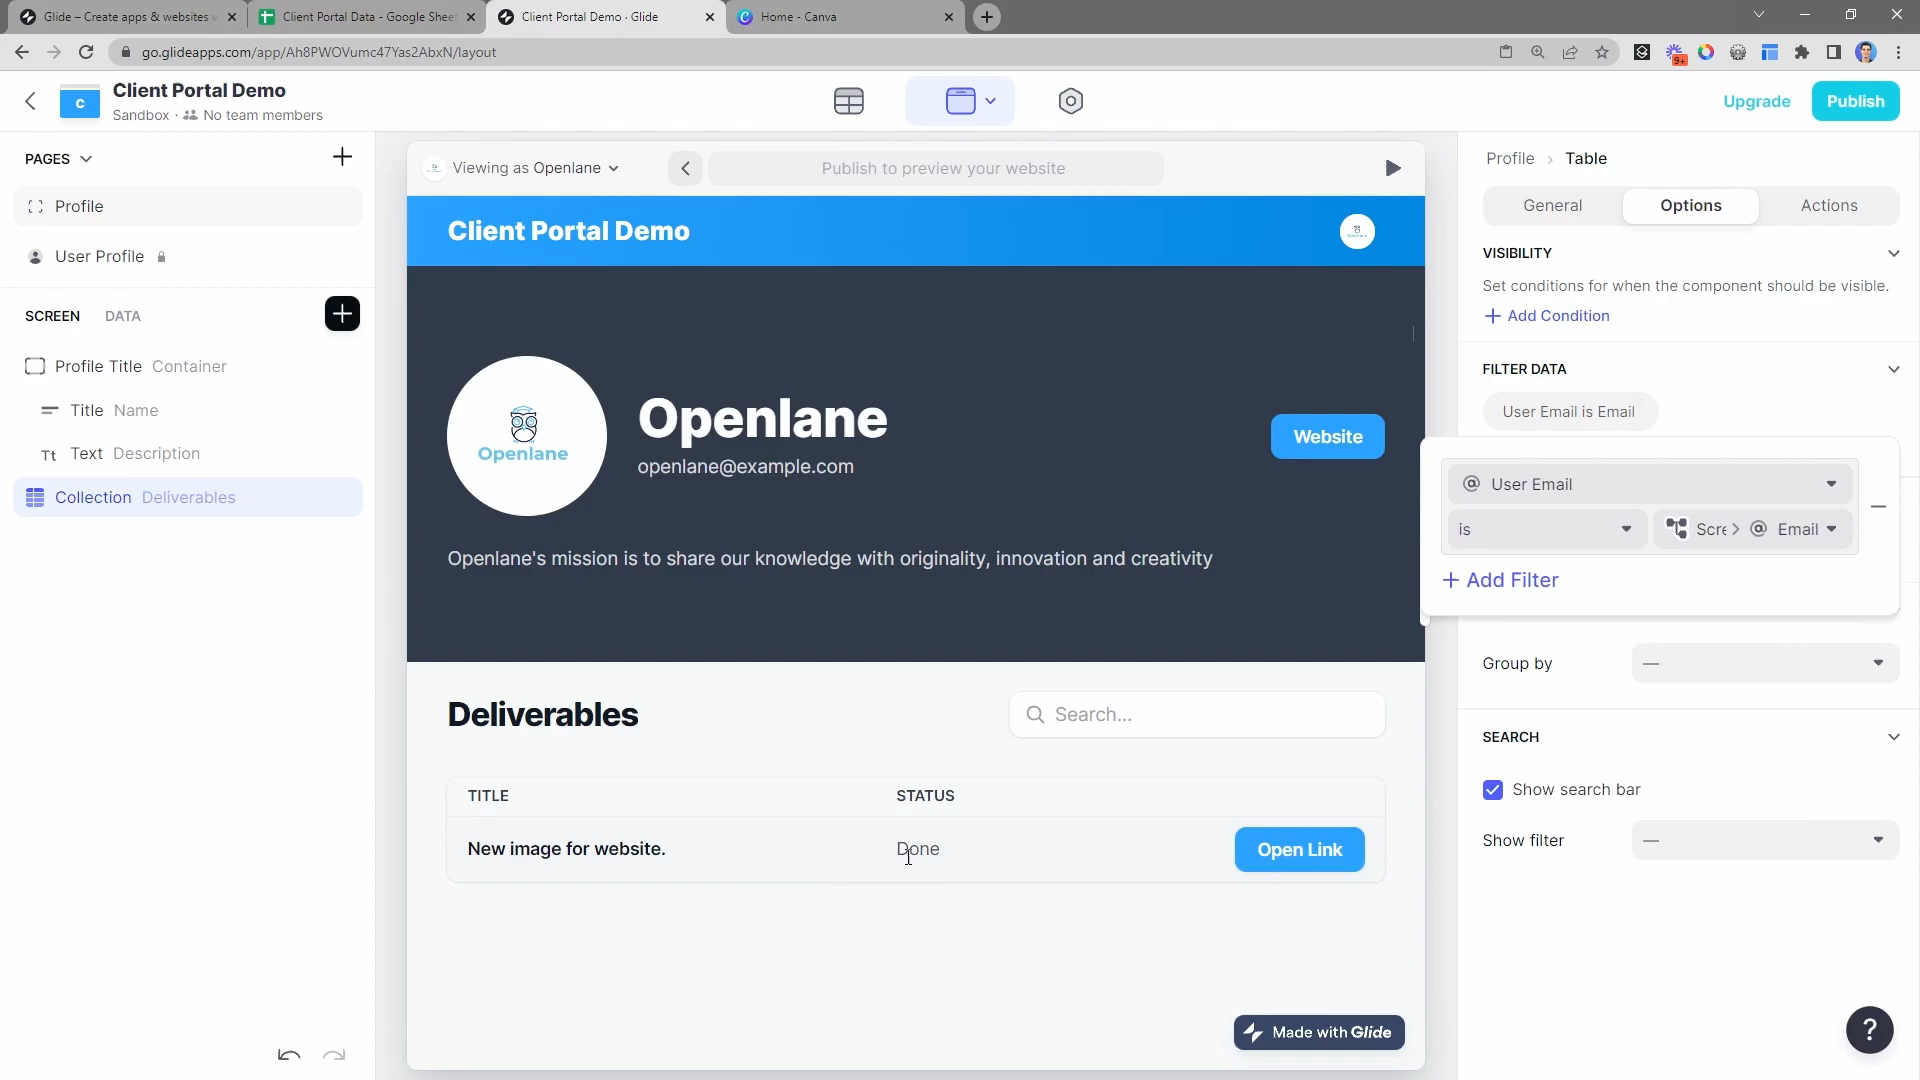 Glide – Create apps & websites w
Client Portal Data - Google Sheet
Client Portal Demo · Glide
Home - Canva
go.glideapps.com/app/Ah8PWOVumc47Yas2AbxN/layout
9+
C
Client Portal Demo
Sandbox · No team members
Upgrade
Publish
PAGES
Profile
User Profile
SCREEN DATA
Profile Title Container
Title Name
Tt Text Description
Collection Deliverables
Viewing as Openlane
Publish to preview your website
Client Portal Demo
Openlane
Openlane
openlane@example.com
Website
Openlane's mission is to share our knowledge with originality, innovation and creativity
Deliverables
Search...
TITLE STATUS
New image for website. Done Open Link
Made with Glide
Profile › Table
General Options Actions
VISIBILITY
Set conditions for when the component should be visible.
+ Add Condition
FILTER DATA
User Email is Email
@ User Email
is Scre > @ Email
+ Add Filter
Group by —
SEARCH
Show search bar
Show filter —
?